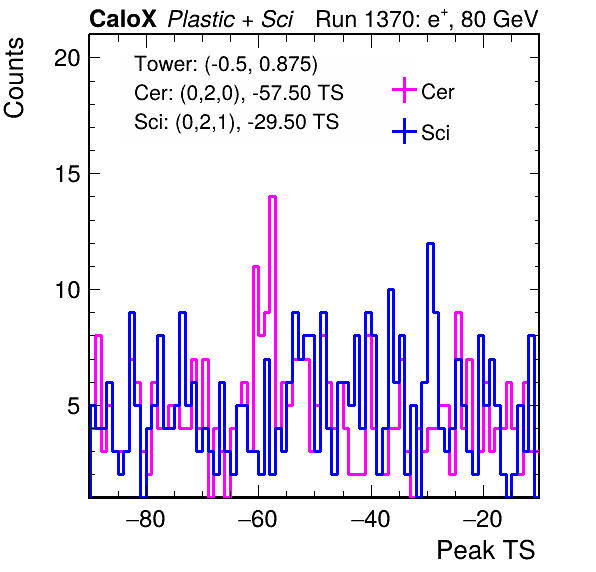 CaloX Plastic + Sci Run 1370: e+, 80 GeV
Counts
20
15
10
5
Tower: (-0.5, 0.875)
Cer: (0,2,0), -57.50 TS
Sci: (0,2,1), -29.50 TS
Cer
Sci
−80 −60 −40 −20
Peak TS